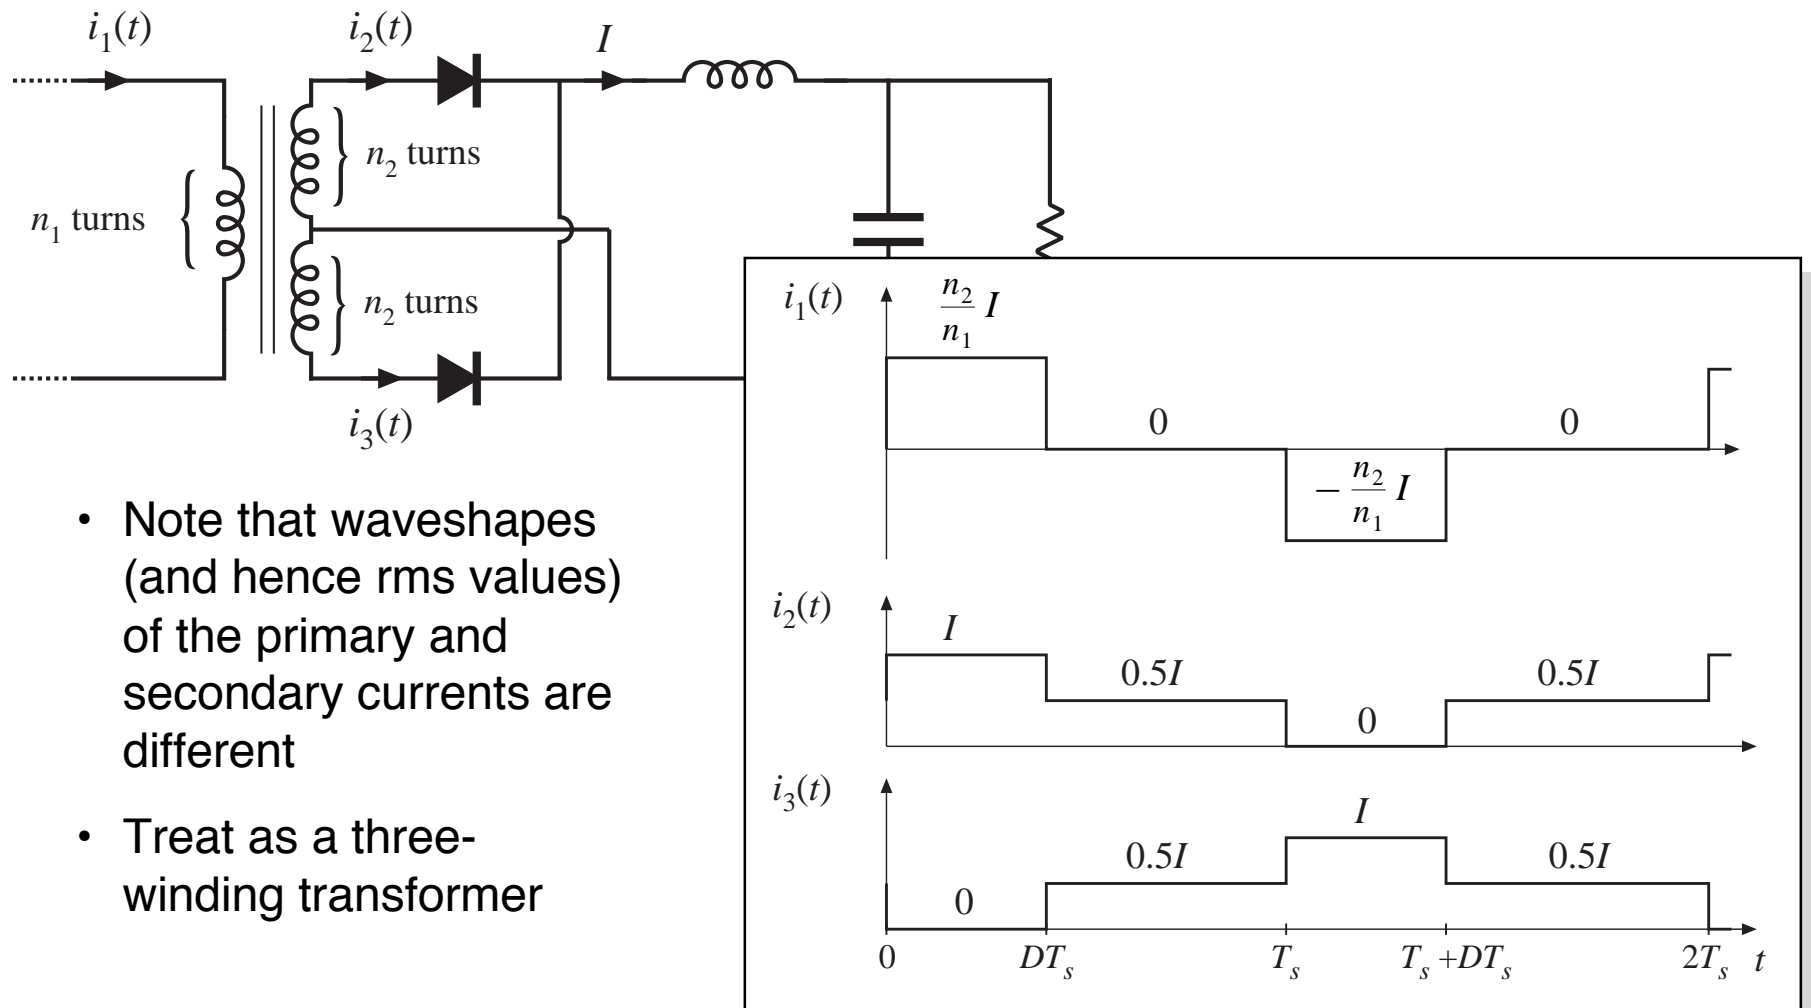 i₁(t)
i₂(t)
I
n₁ turns
n₂ turns
n₂ turns
i₃(t)
• Note that waveshapes
(and hence rms values)
of the primary and
secondary currents are
different
• Treat as a three-
winding transformer
i₁(t)
n₂/n₁ I
0
0
– n₂/n₁ I
i₂(t)
I
0.5I
0
0.5I
i₃(t)
0
0.5I
I
0.5I
0 DTₛ Tₛ Tₛ +DTₛ 2Tₛ t